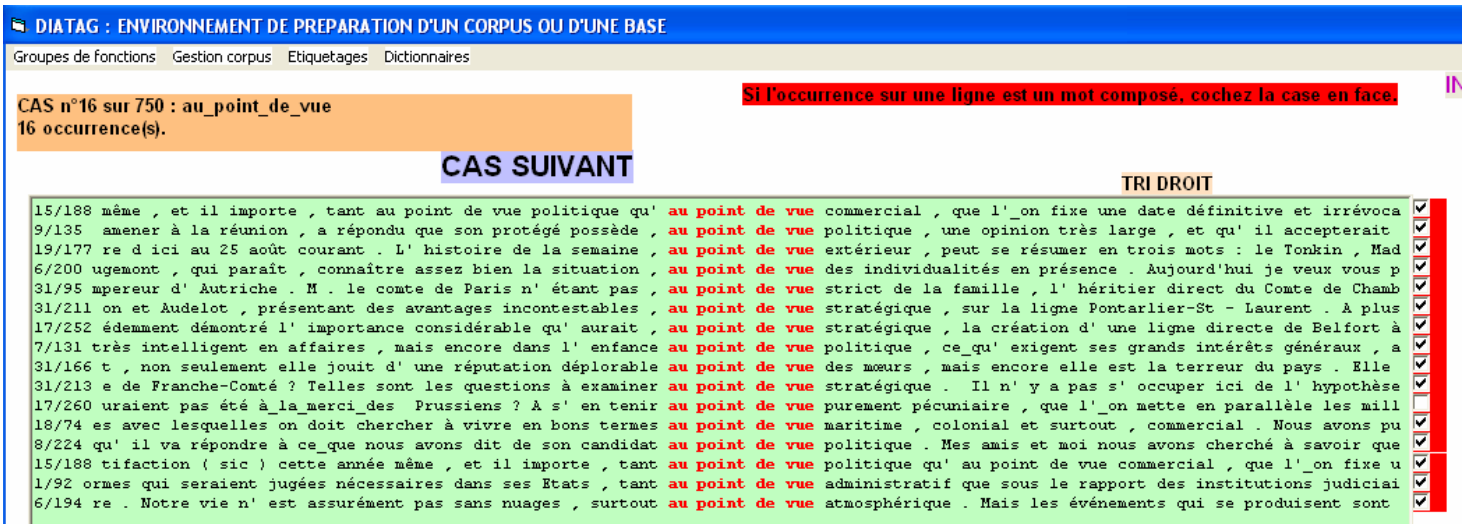 DIATAG : ENVIRONNEMENT DE PREPARATION D'UN CORPUS OU D'UNE BASE
Groupes de fonctions Gestion corpus Etiquetages Dictionnaires
IN
Si l'occurrence sur une ligne est un mot composé, cochez la case en face.
CAS n°16 sur 750 : au_point_de_vue
16 occurrence(s).
CAS SUIVANT
TRI DROIT
15/188 même , et il importe , tant au point de vue politique qu' au point de vue commercial , que l'_on fixe une date définitive et irrévoca
9/135 amener à la réunion , a répondu que son protégé possède , au point de vue politique , une opinion très large , et qu' il accepterait
19/177 re d ici au 25 août courant . L' histoire de la semaine , au point de vue extérieur , peut se résumer en trois mots : le Tonkin , Mad
6/200 ugemont , qui paraît , connaître assez bien la situation , au point de vue des individualités en présence . Aujourd'hui je veux vous p
31/95 mpereur d' Autriche . M . le comte de Paris n' étant pas , au point de vue strict de la famille , l' héritier direct du Comte de Chamb
31/211 on et Audelot , présentant des avantages incontestables , au point de vue stratégique , sur la ligne Pontarlier-St - Laurent . A plus
17/252 édemment démontré l' importance considérable qu' aurait , au point de vue stratégique , la création d' une ligne directe de Belfort à
7/131 très intelligent en affaires , mais encore dans l' enfance au point de vue politique , ce_qu' exigent ses grands intérêts généraux , a
31/166 t , non seulement elle jouit d' une réputation déplorable au point de vue des mœurs , mais encore elle est la terreur du pays . Elle
31/213 e de Franche-Comté ? Telles sont les questions à examiner au point de vue stratégique . Il n' y a pas s' occuper ici de l' hypothèse
17/260 uraient pas été à_la_merci_des Prussiens ? A s' en tenir au point de vue purement pécuniaire , que l'_on mette en parallèle les mill
18/74 es avec lesquelles on doit chercher à vivre en bons termes au point de vue maritime , colonial et surtout , commercial . Nous avons pu
8/224 qu' il va répondre à ce_que nous avons dit de son candidat au point de vue politique . Mes amis et moi nous avons cherché à savoir que
15/188 tifaction ( sic ) cette année même , et il importe , tant au point de vue politique qu' au point de vue commercial , que l'_on fixe u
1/92 ormes qui seraient jugées nécessaires dans ses Etats , tant au point de vue administratif que sous le rapport des institutions judiciai
6/194 re . Notre vie n' est assurément pas sans nuages , surtout au point de vue atmosphérique . Mais les événements qui se produisent sont